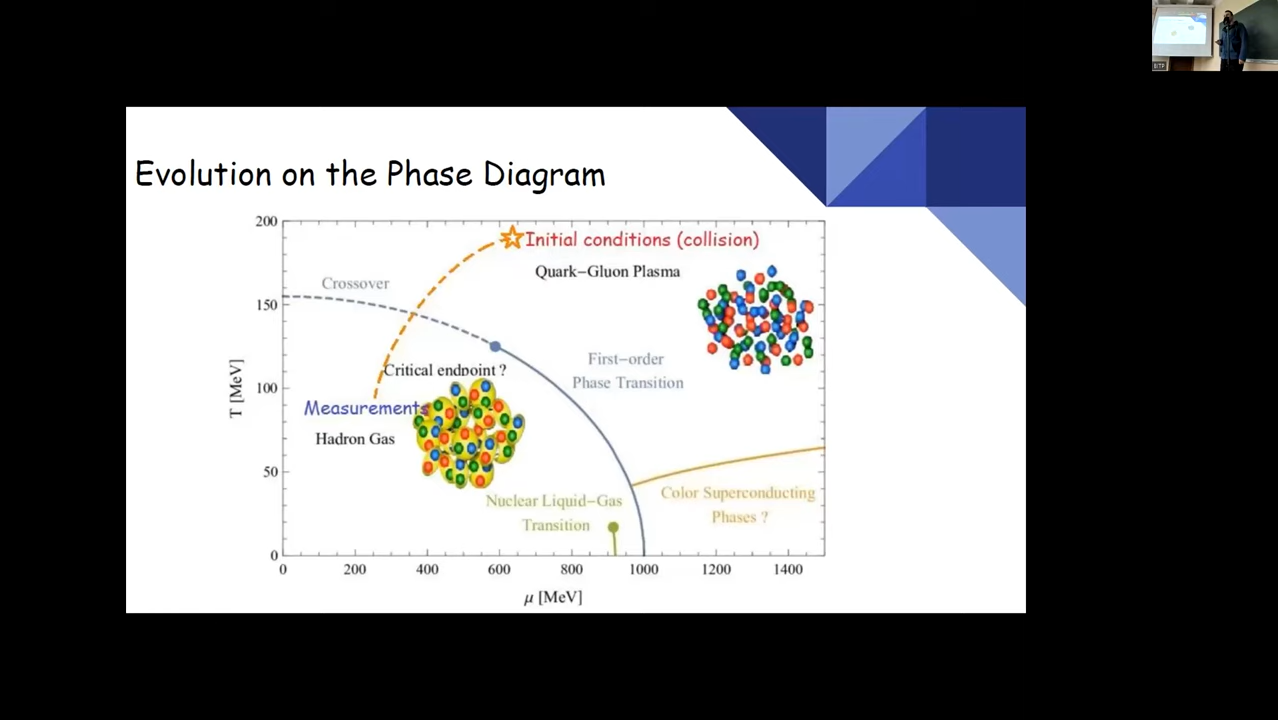 Evolution on the Phase Diagram
200
150
100
50
0
T [MeV]
Initial conditions (collision)
Quark-Gluon Plasma
Crossover
First-order
Phase Transition
Critical endpoint ?
Measurements
Hadron Gas
Nuclear Liquid-Gas
Transition
Color Superconducting
Phases ?
0 200 400 600 800 1000 1200 1400
μ [MeV]
BITP